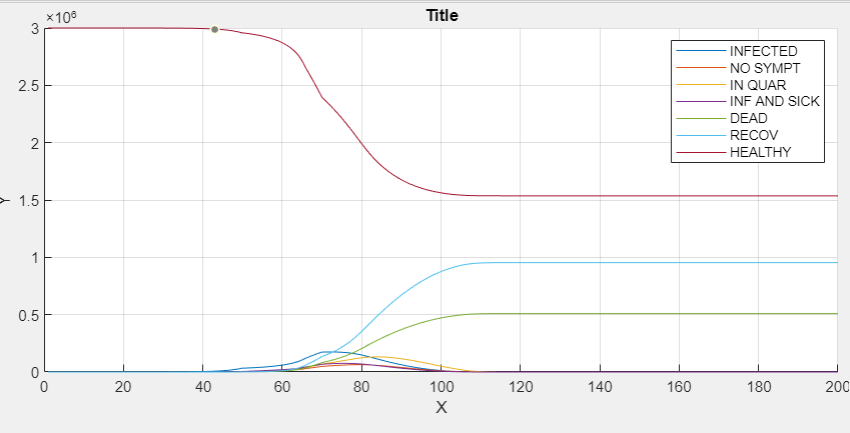 ×10⁶
Title
3
2.5
2
1.5
1
0.5
0
Y
INFECTED
NO SYMPT
IN QUAR
INF AND SICK
DEAD
RECOV
HEALTHY
0 20 40 60 80 100 120 140 160 180 200
X